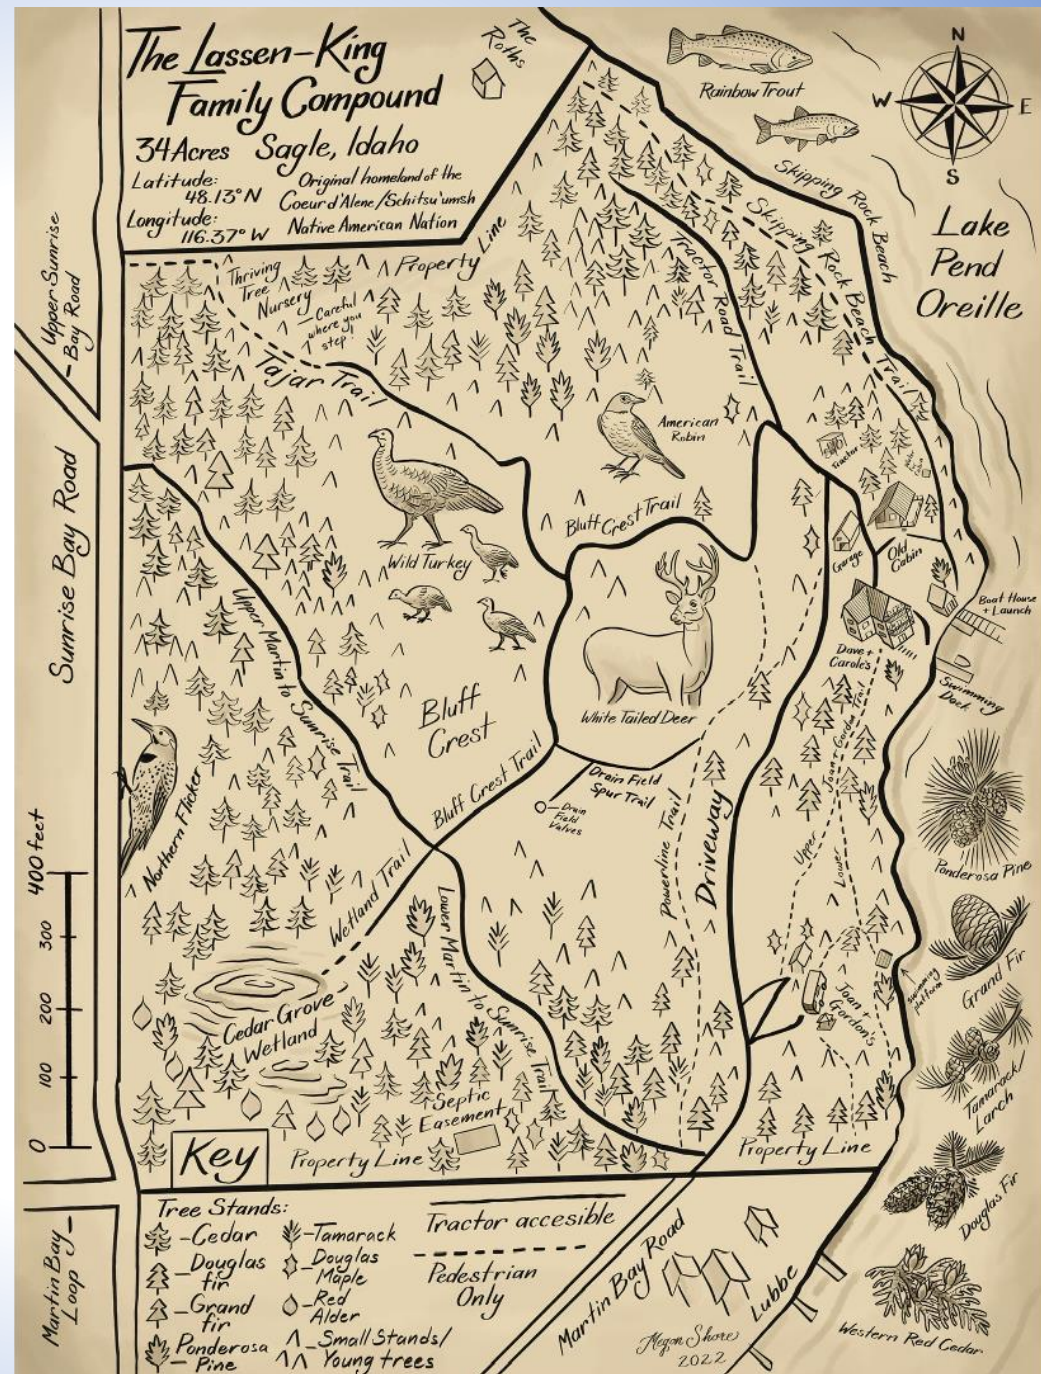 The Lassen-King
Family Compound
34 Acres Sagle, Idaho
Latitude:
48.13° N
Longitude:
116.37° W
Original homeland of the
Coeur d'Alene/Schitsu'umsh
Native American Nation
The
Roths
Rainbow Trout
N
W
E
S
Skipping Rock Beach
Lake
Pend
Oreille
Upper Sunrise
- Bay Road
Property Line
Thriving
Tree
Nursery
- Careful
where you
step!
Tajar Trail
Tractor Road Trail
Skipping Rock Beach Trail
American
Robin
Tractor
Sunrise Bay Road
Wild Turkey
Bluff Crest Trail
Garage
Old
Cabin
Boat House
+ Launch
Dave +
Carole's
Swimming
Dock
Upper Martin to Sunrise Trail
Bluff
Crest
White Tailed Deer
Northern Flicker
Bluff Crest Trail
Drain Field
Spur Trail
- Drain
Field
Valves
Powerline Trail
Driveway
Upper
Lower
Joan + Gordon Trail
Ponderosa Pine
400 feet
300
200
100
0
Wetland Trail
Lower Martin to Sunrise Trail
Cedar Grove
Wetland
Joan +
Gordon's
Swimming
platform
Grand Fir
Tamarack/
Larch
Septic
Easement
Key
Property Line
Property Line
Douglas Fir
Martin Bay
Loop
Tree Stands:
- Cedar
- Douglas
fir
- Grand
fir
Ponderosa
- Pine
- Tamarack
- Douglas
Maple
- Red
Alder
- Small Stands/
Young trees
Tractor accesible
Pedestrian
Only
Martin Bay Road
Lubbe
Megan Shore
2022
Western Red Cedar